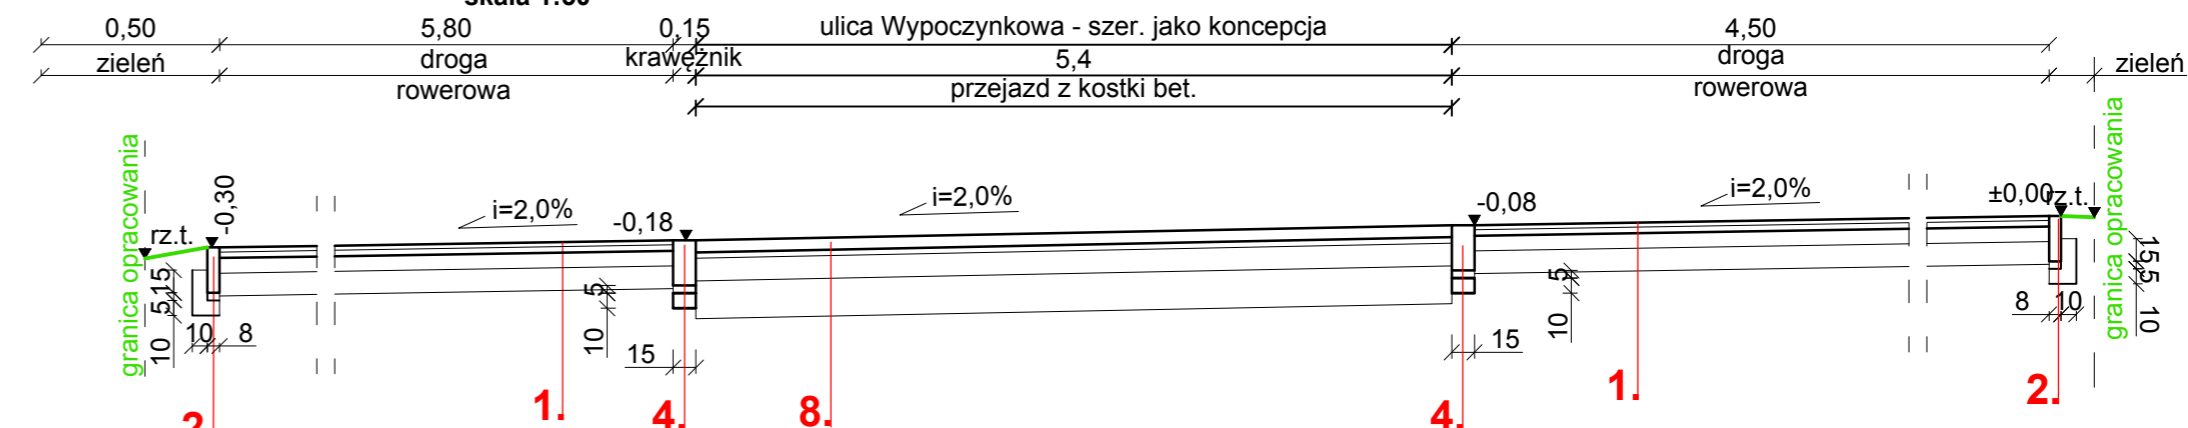 0,50
5,80
0,15
ulica Wypoczynkowa - szer. jako koncepcja
4,50
zieleń
droga
krawężnik
5,4
droga
zieleń
rowerowa
przejazd z kostki bet.
rowerowa
granica opracowania
rz.t.
-0,30
i=2,0%
-0,18
i=2,0%
-0,08
i=2,0%
±0,00
rz.t.
granica opracowania
15
5
10
10
8
5
10
15
15
5
10
8
10
15
5
10
2.
1.
4.
8.
4.
1.
2.